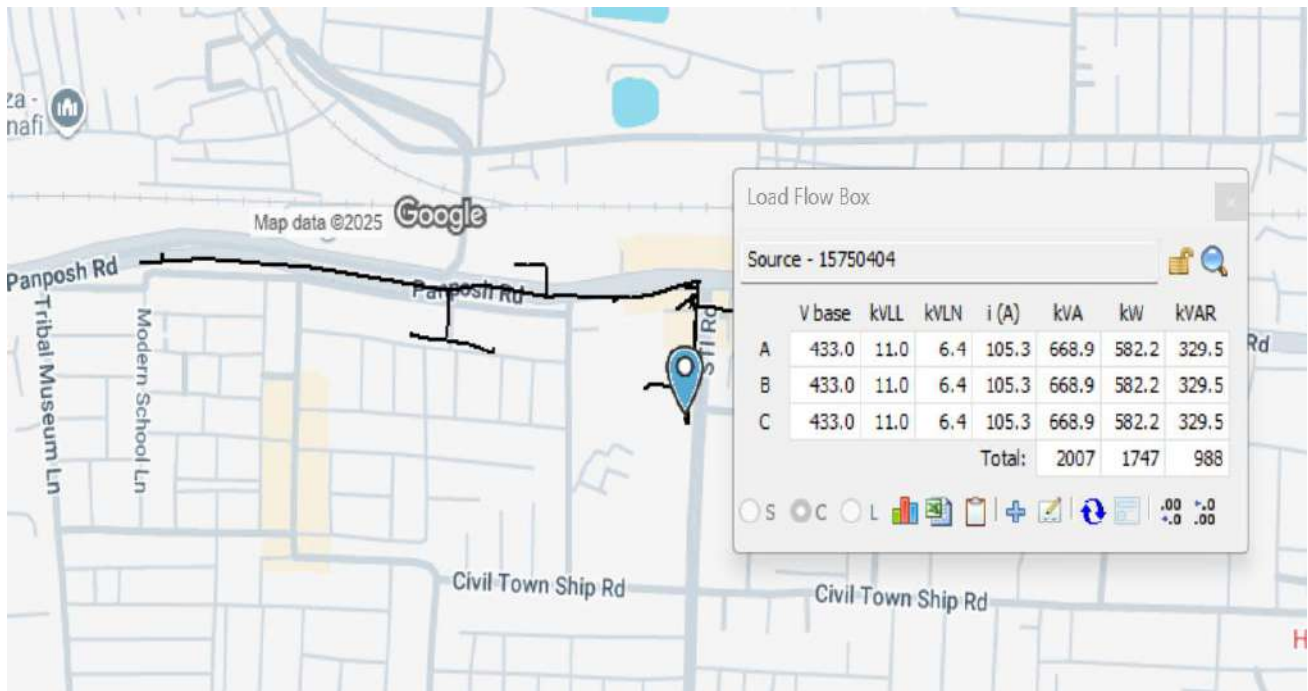 za -
nafi
Map data ©2025 Google
Panposh Rd
Panposh Rd
Tribal Museum Ln
Modern School Ln
STI Rd
Rd
Civil Town Ship Rd
Civil Town Ship Rd
H
Load Flow Box
Source - 15750404
V base kVLL kVLN i (A) kVA kW kVAR
A 433.0 11.0 6.4 105.3 668.9 582.2 329.5
B 433.0 11.0 6.4 105.3 668.9 582.2 329.5
C 433.0 11.0 6.4 105.3 668.9 582.2 329.5
Total: 2007 1747 988
S C L .00 +.0 +.0 .00